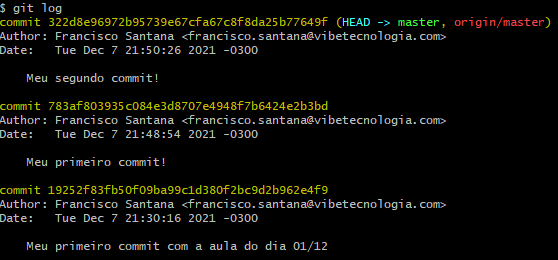 $ git log
commit 322d8e96972b95739e67cfa67c8f8da25b77649f (HEAD -> master, origin/master)
Author: Francisco Santana <francisco.santana@vibetecnologia.com>
Date:   Tue Dec 7 21:50:26 2021 -0300
    Meu segundo commit!
commit 783af803935c084e3d8707e4948f7b6424e2b3bd
Author: Francisco Santana <francisco.santana@vibetecnologia.com>
Date:   Tue Dec 7 21:48:54 2021 -0300
    Meu primeiro commit!
commit 19252f83fb50f09ba99c1d380f2bc9d2b962e4f9
Author: Francisco Santana <francisco.santana@vibetecnologia.com>
Date:   Tue Dec 7 21:30:16 2021 -0300
    Meu primeiro commit com a aula do dia 01/12